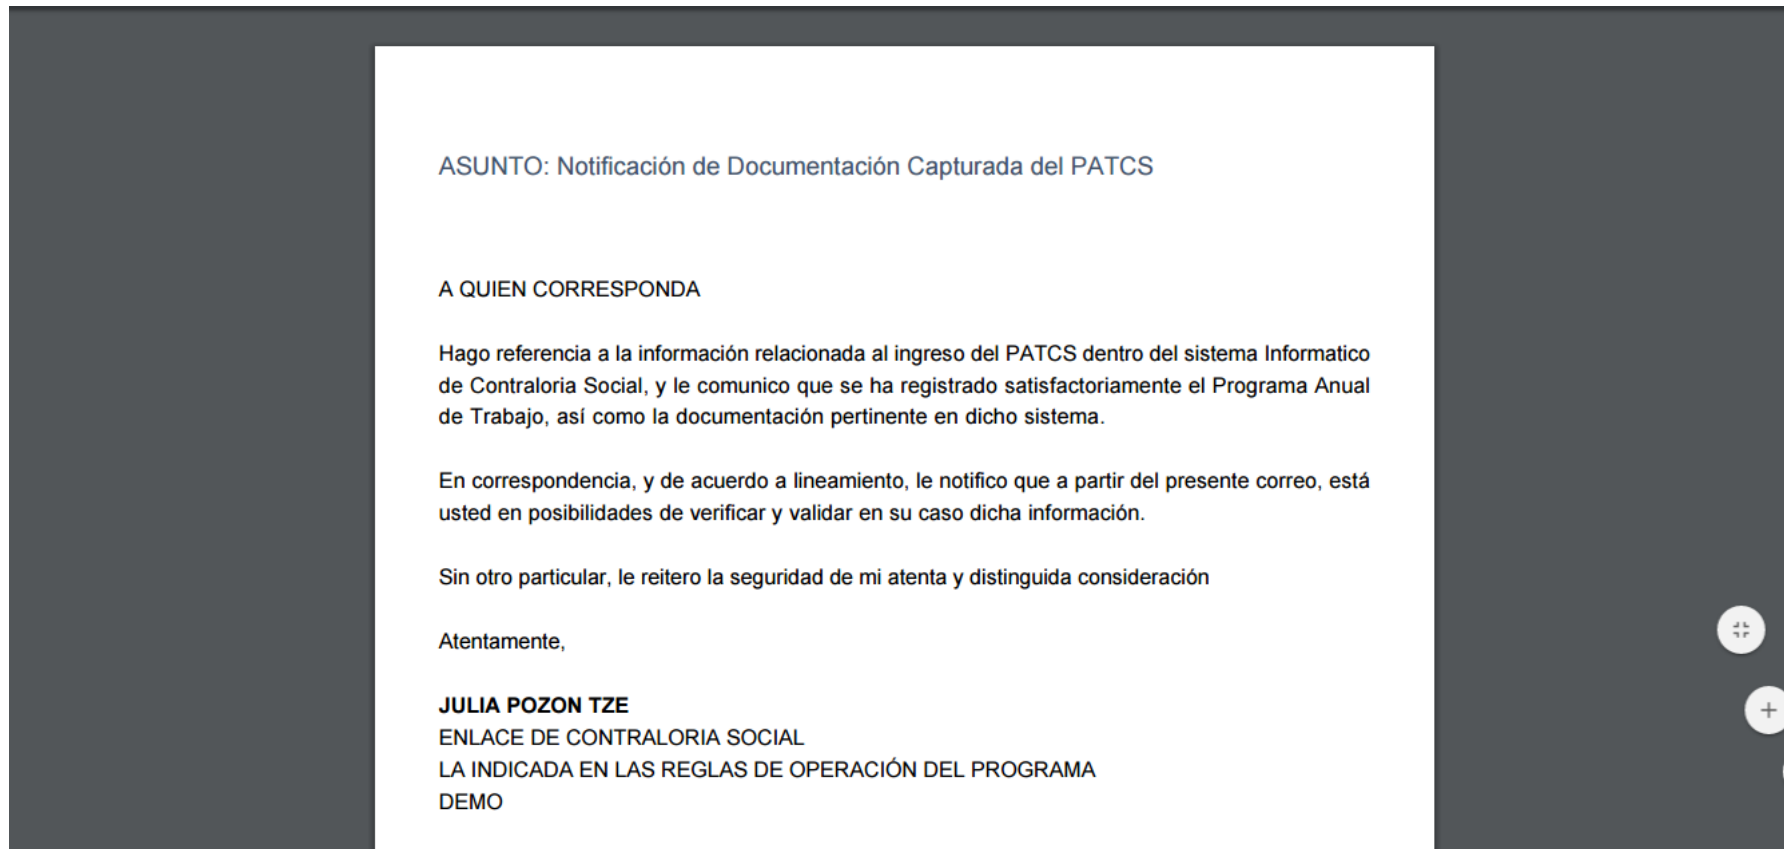 ASUNTO: Notificación de Documentación Capturada del PATCS
A QUIEN CORRESPONDA
Hago referencia a la información relacionada al ingreso del PATCS dentro del sistema Informatico
de Contraloria Social, y le comunico que se ha registrado satisfactoriamente el Programa Anual
de Trabajo, así como la documentación pertinente en dicho sistema.
En correspondencia, y de acuerdo a lineamiento, le notifico que a partir del presente correo, está
usted en posibilidades de verificar y validar en su caso dicha información.
Sin otro particular, le reitero la seguridad de mi atenta y distinguida consideración
Atentamente,
JULIA POZON TZE
ENLACE DE CONTRALORIA SOCIAL
LA INDICADA EN LAS REGLAS DE OPERACIÓN DEL PROGRAMA
DEMO